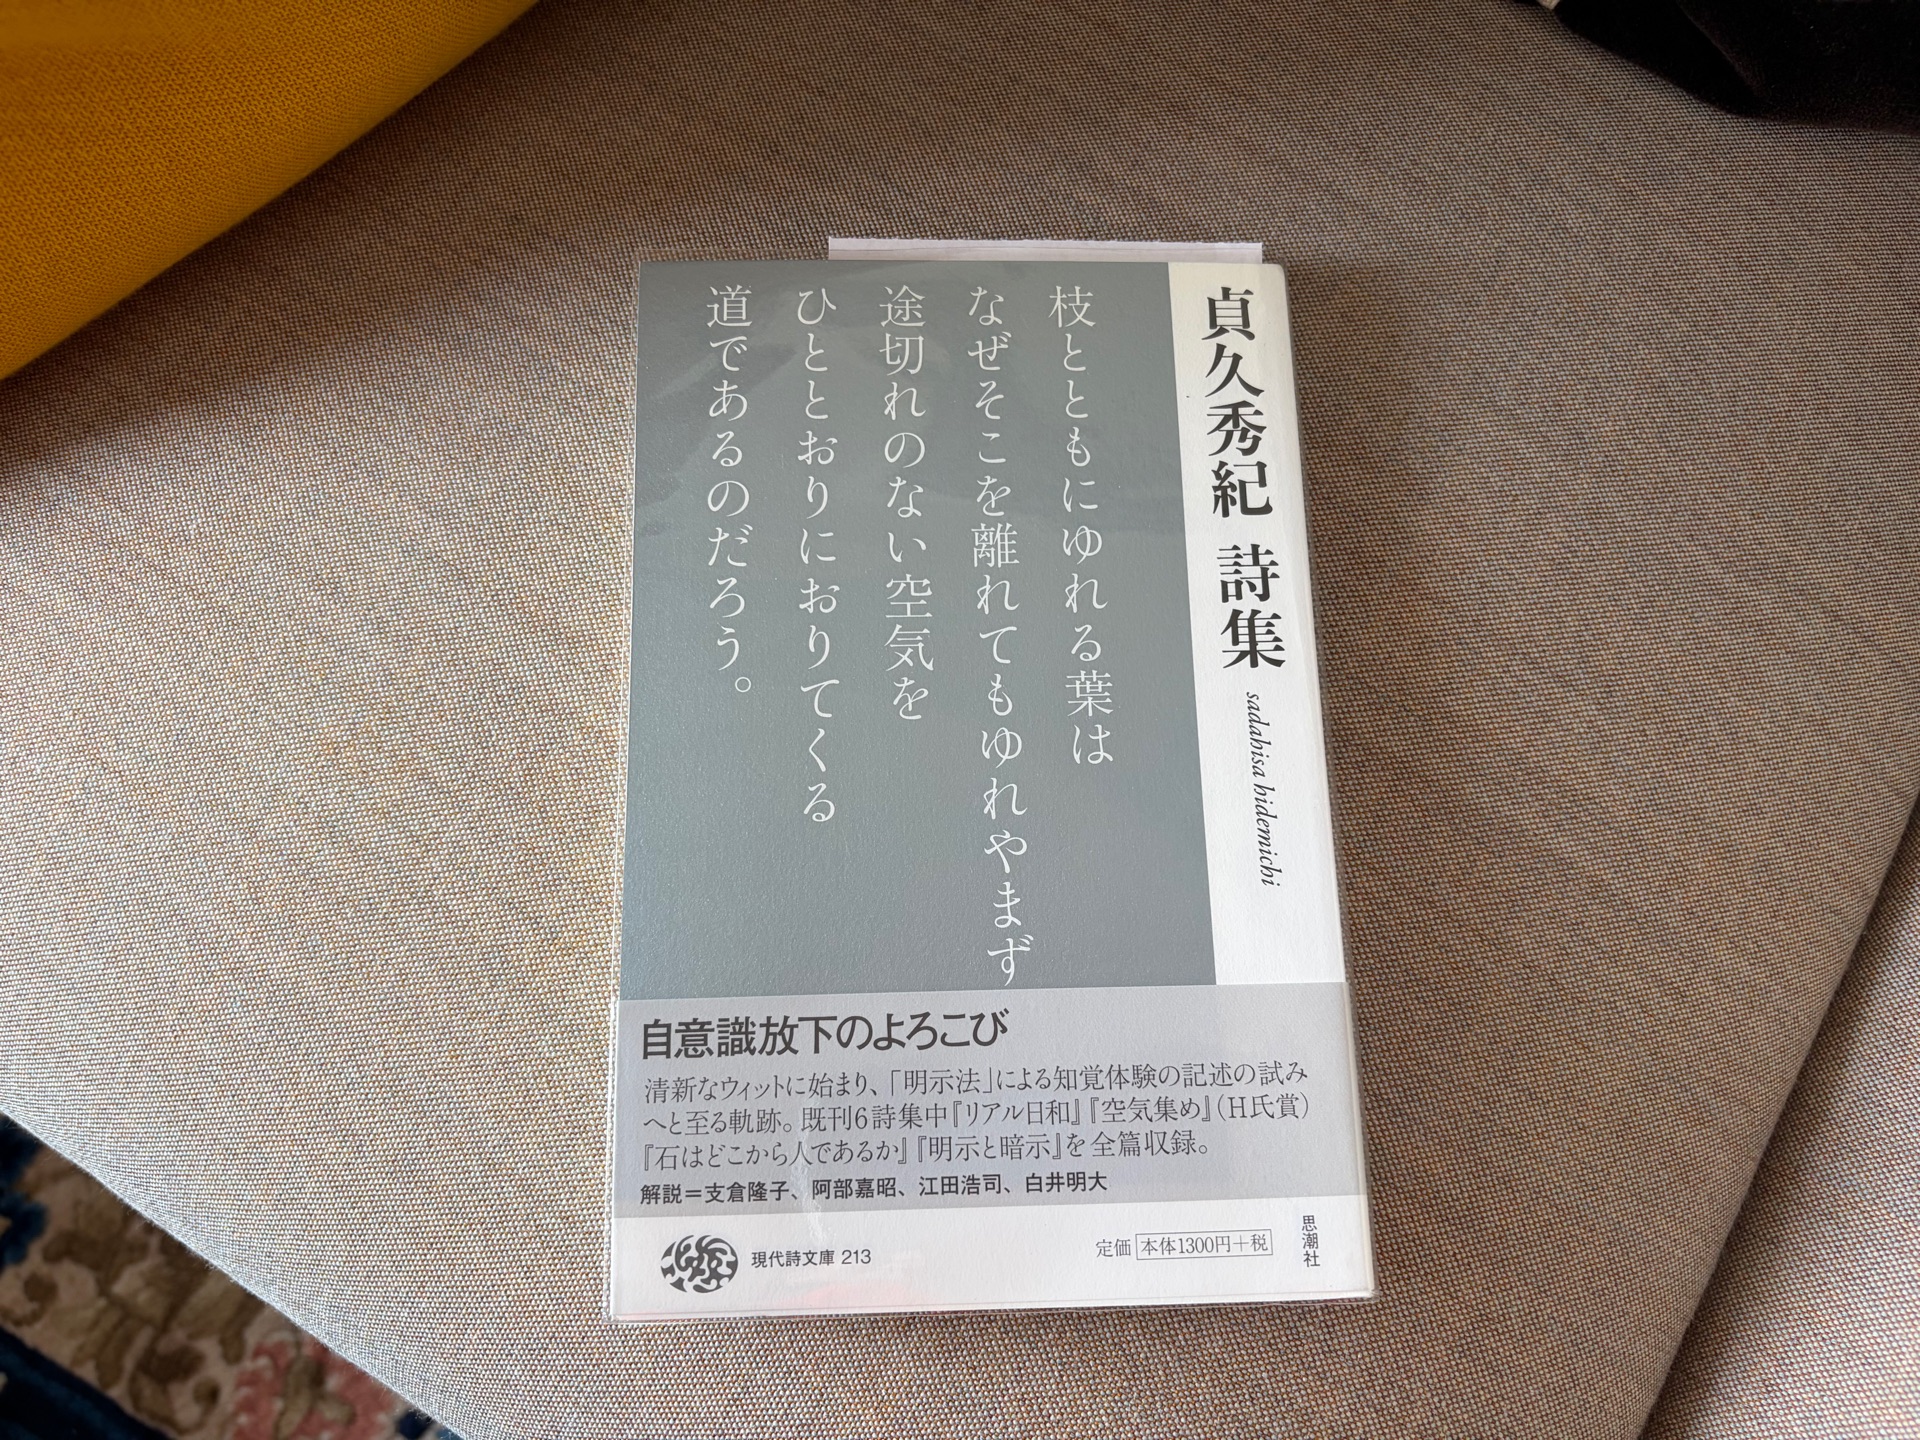 貞久秀紀 詩集
sadahisa hidemichi
枝とともにゆれる葉は
なぜそこを離れてもゆれやまず
途切れのない空気を
ひととおりにおりてくる
道であるのだろう。
自意識放下のよろこび
清新なウィットに始まり、「明示法」による知覚体験の記述の試み
へと至る軌跡。既刊6詩集中『リアル日和』『空気集め』（H氏賞）
『石はどこから人であるか』『明示と暗示』を全篇収録。
解説＝支倉隆子、阿部嘉昭、江田浩司、白井明大
現代詩文庫 213
定価 本体1300円＋税
思潮社